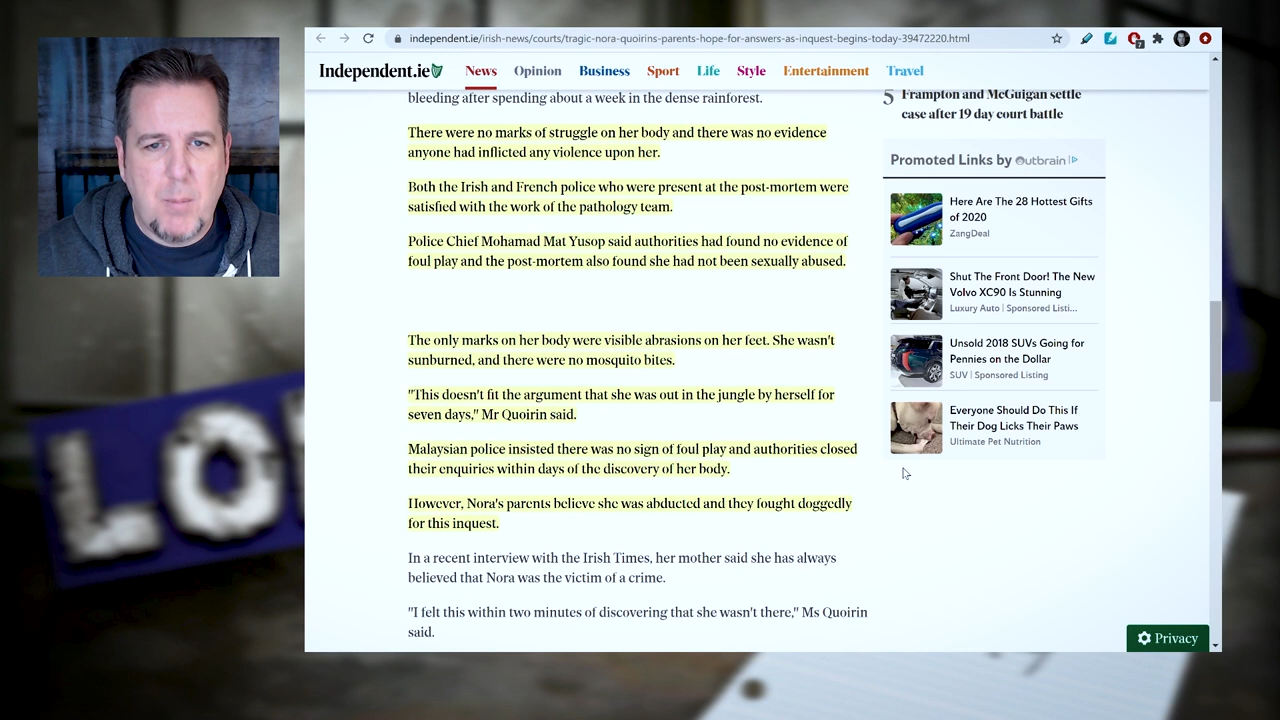 independent.ie/irish-news/courts/tragic-nora-quoirins-parents-hope-for-answers-as-inquest-begins-today-39472220.html
7
Independent.ie
News Opinion Business Sport Life Style Entertainment Travel
bleeding after spending about a week in the dense rainforest.
There were no marks of struggle on her body and there was no evidence
anyone had inflicted any violence upon her.
Both the Irish and French police who were present at the post-mortem were
satisfied with the work of the pathology team.
Police Chief Mohamad Mat Yusop said authorities had found no evidence of
foul play and the post-mortem also found she had not been sexually abused.
The only marks on her body were visible abrasions on her feet. She wasn't
sunburned, and there were no mosquito bites.
"This doesn't fit the argument that she was out in the jungle by herself for
seven days," Mr Quoirin said.
Malaysian police insisted there was no sign of foul play and authorities closed
their enquiries within days of the discovery of her body.
However, Nora's parents believe she was abducted and they fought doggedly
for this inquest.
In a recent interview with the Irish Times, her mother said she has always
believed that Nora was the victim of a crime.
"I felt this within two minutes of discovering that she wasn't there," Ms Quoirin
said.
5 Frampton and McGuigan settle
case after 19 day court battle
Promoted Links by Outbrain
Here Are The 28 Hottest Gifts
of 2020
ZangDeal
Shut The Front Door! The New
Volvo XC90 Is Stunning
Luxury Auto | Sponsored Listi...
Unsold 2018 SUVs Going for
Pennies on the Dollar
SUV | Sponsored Listing
Everyone Should Do This If
Their Dog Licks Their Paws
Ultimate Pet Nutrition
Privacy
LO